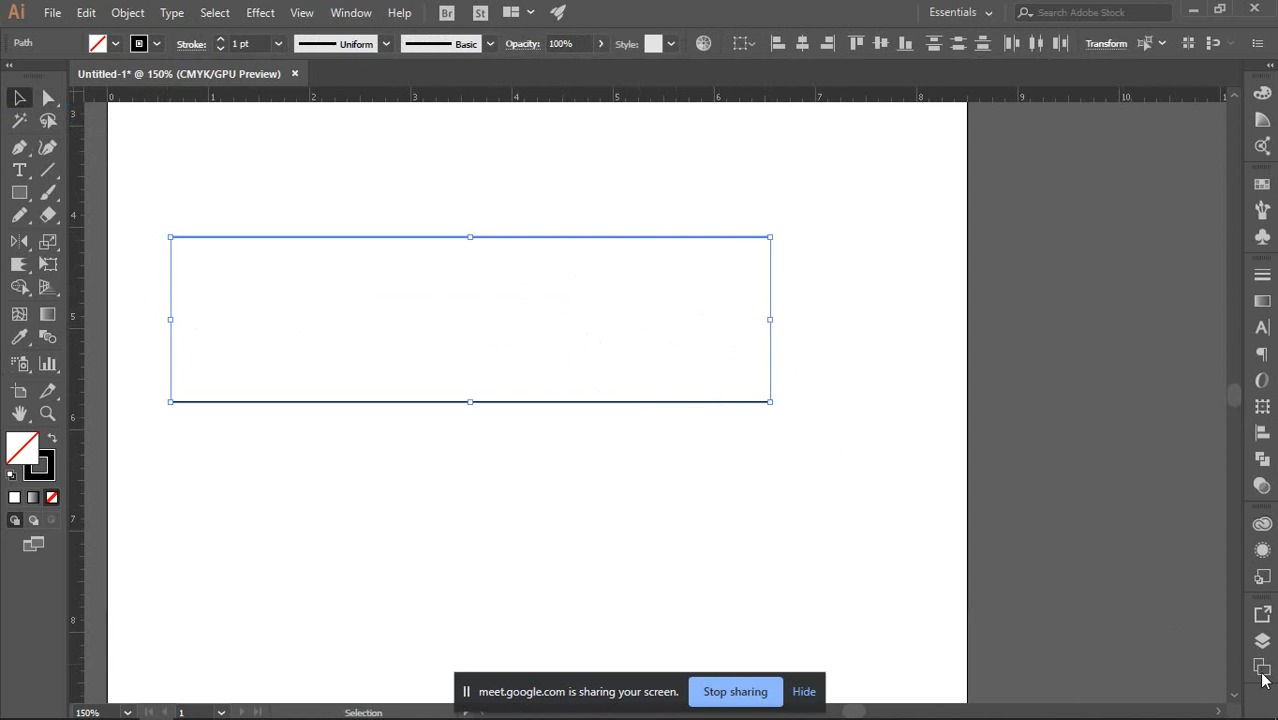 Ai File Edit Object Type Select Effect View Window Help Br St Essentials Search Adobe Stock
Path Stroke: 1 pt Uniform Basic Opacity: 100% Style: Transform
Untitled-1* @ 150% (CMYK/GPU Preview) ×
0 1 2 3 4 5 6 7 8 9 10 1
3
4
5
6
7
8
meet.google.com is sharing your screen. Stop sharing Hide
150% 1 Selection